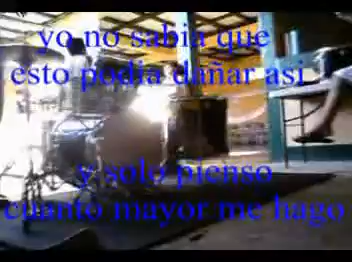 yo no sabia que
esto podia dañar asi
y solo pienso
cuanto mayor me hago